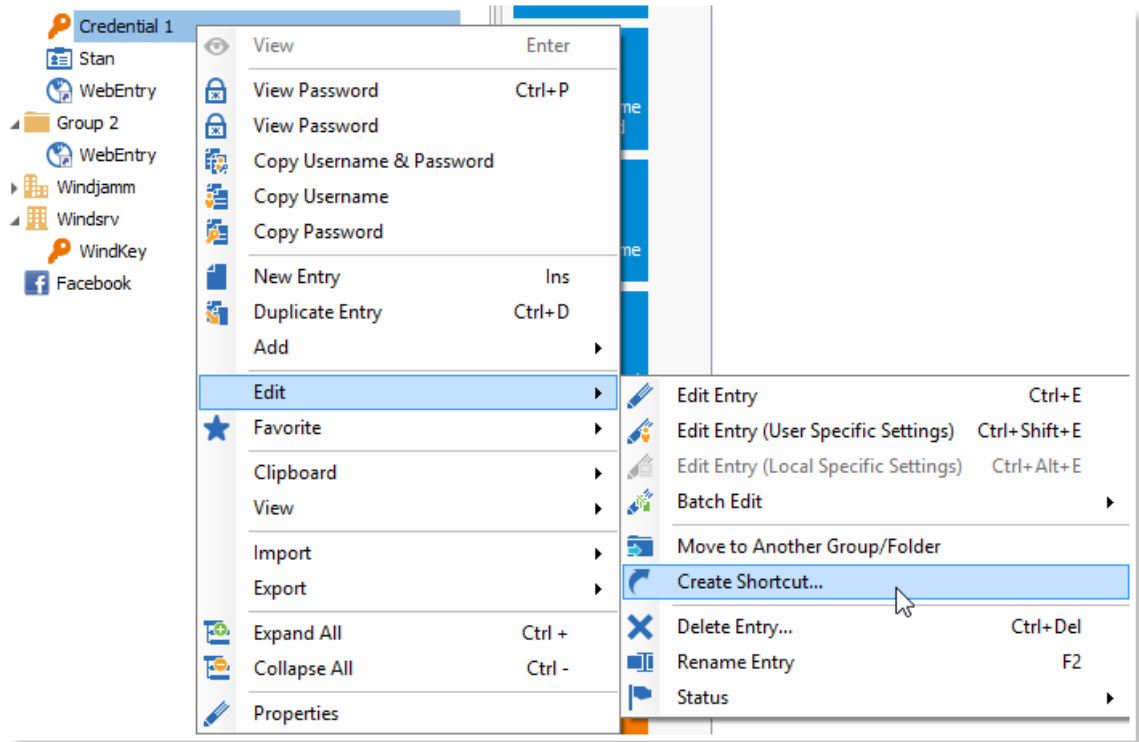 Credential 1
Stan
WebEntry
Group 2
WebEntry
Windjamm
Windsrv
WindKey
Facebook
View Enter
View Password Ctrl+P
View Password
Copy Username & Password
Copy Username
Copy Password
New Entry Ins
Duplicate Entry Ctrl+D
Add
Edit
Favorite
Clipboard
View
Import
Export
Expand All Ctrl +
Collapse All Ctrl -
Properties
Edit Entry Ctrl+E
Edit Entry (User Specific Settings) Ctrl+Shift+E
Edit Entry (Local Specific Settings) Ctrl+Alt+E
Batch Edit
Move to Another Group/Folder
Create Shortcut...
Delete Entry... Ctrl+Del
Rename Entry F2
Status
me
d
me